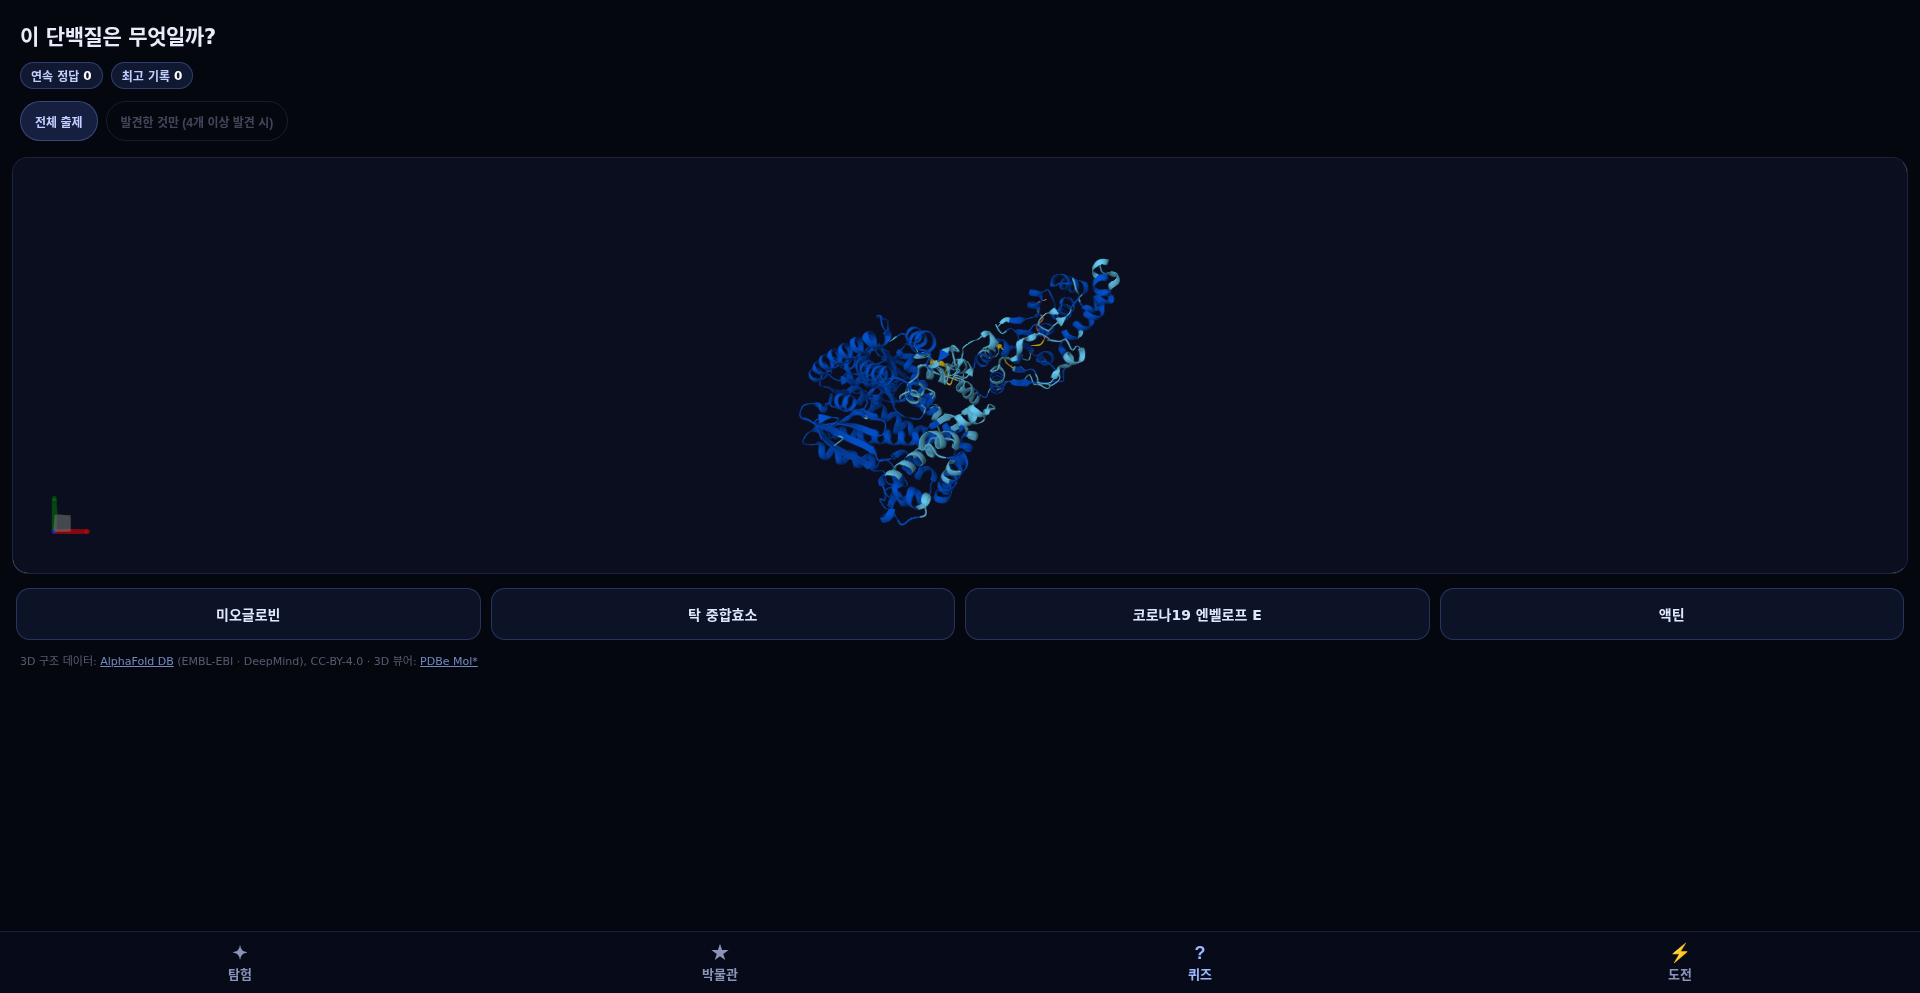 이 단백질은 무엇일까?
연속 정답 0 최고 기록 0
전체 출제 발견한 것만 (4개 이상 발견 시)
미오글로빈 탁 중합효소 코로나19 엔벨로프 E 액틴
3D 구조 데이터: AlphaFold DB (EMBL-EBI · DeepMind), CC-BY-4.0 · 3D 뷰어: PDBe Mol*
탐험 박물관 퀴즈 도전